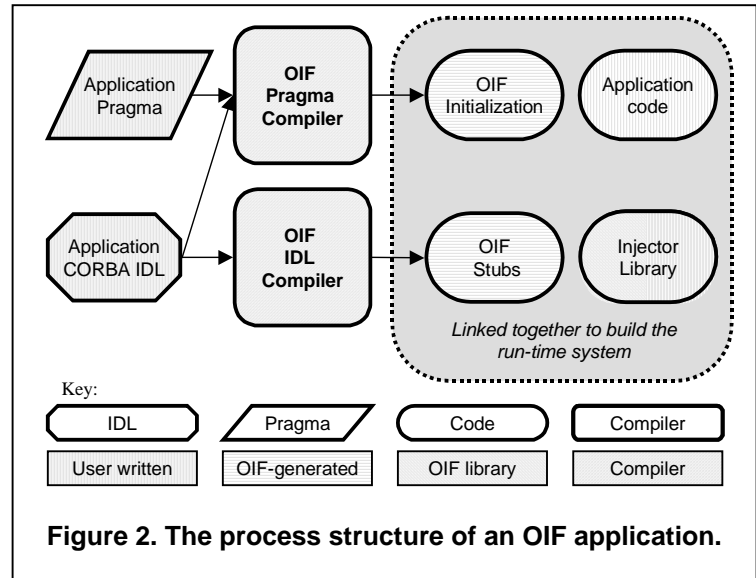 Application
Pragma
OIF
Pragma
Compiler
OIF
Initialization
Application
code
Application
CORBA IDL
OIF
IDL
Compiler
OIF
Stubs
Injector
Library
Linked together to build the
run-time system
Key:
IDL
Pragma
Code
Compiler
User written
OIF-generated
OIF library
Compiler
Figure 2. The process structure of an OIF application.